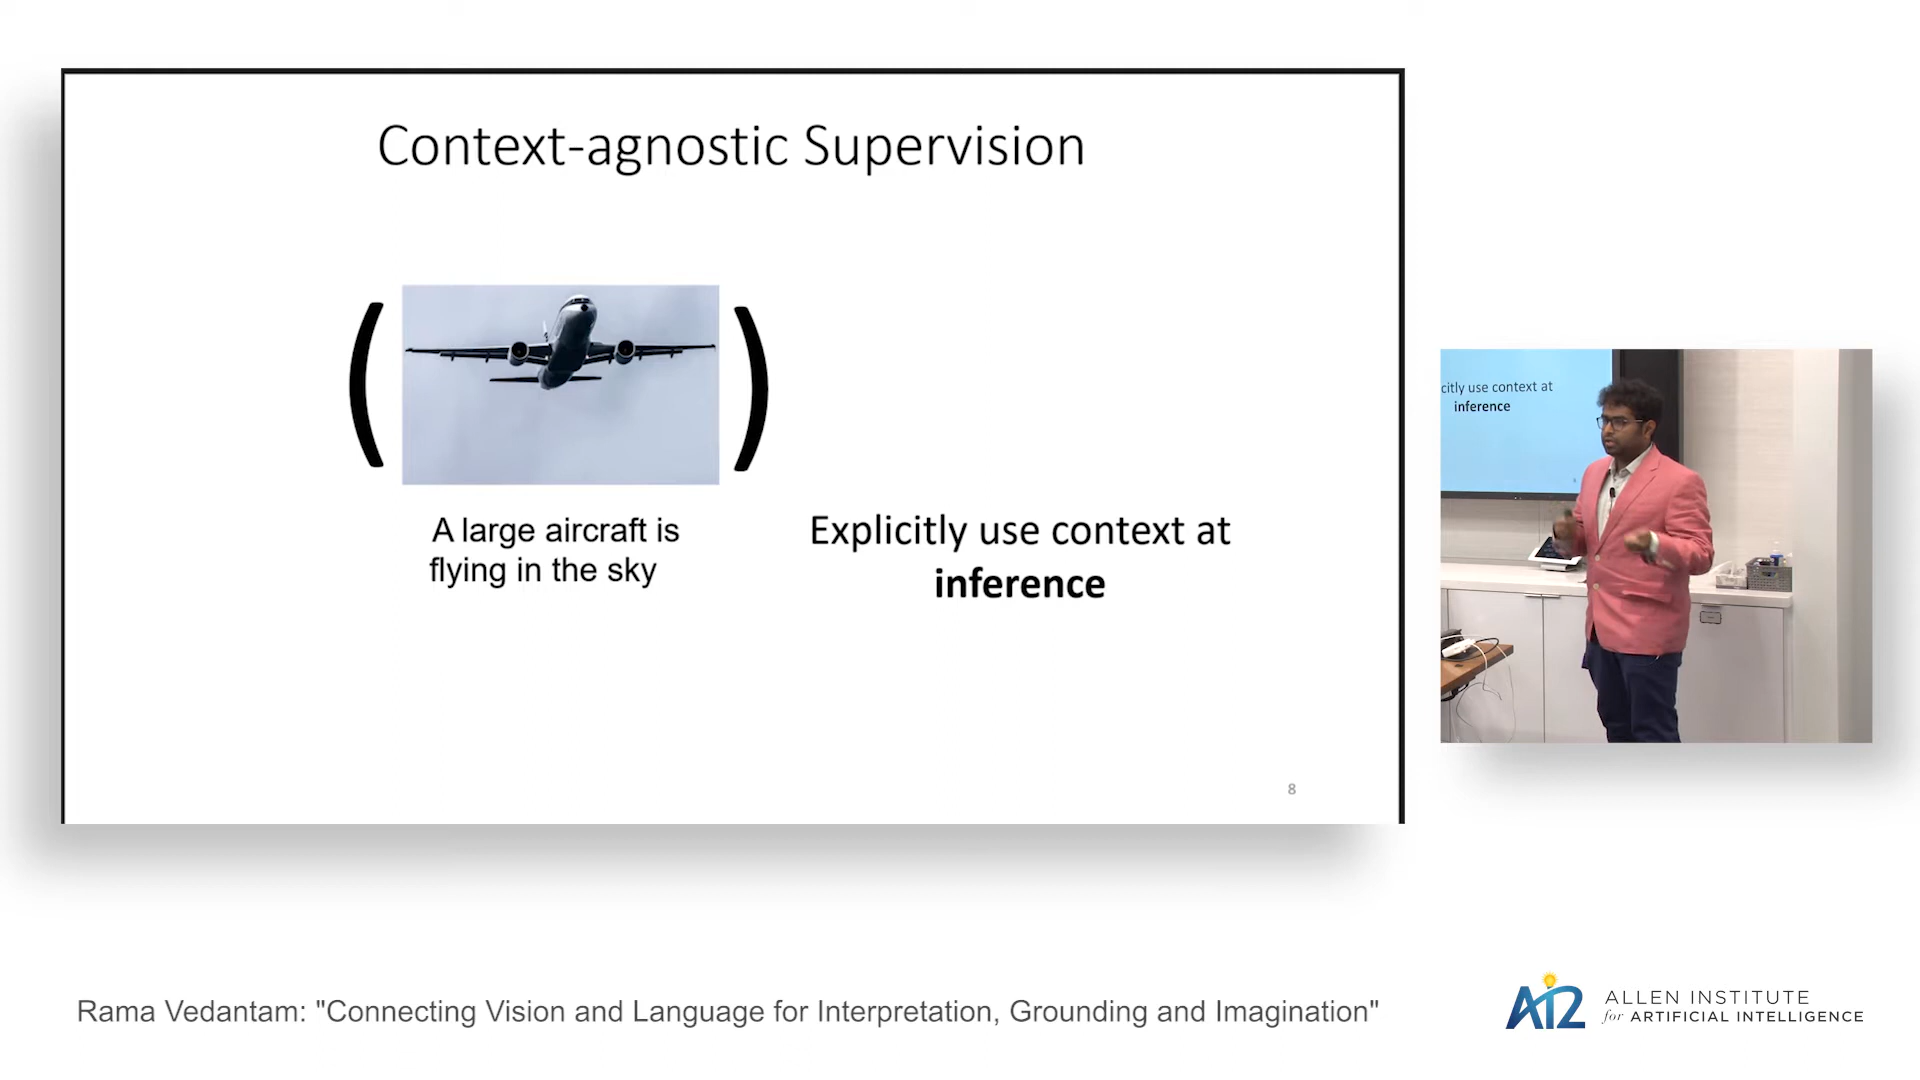 Context-agnostic Supervision
( )
A large aircraft is
flying in the sky
Explicitly use context at
inference
8
citly use context at
inference
Rama Vedantam: "Connecting Vision and Language for Interpretation, Grounding and Imagination"
AI2
ALLEN INSTITUTE
for ARTIFICIAL INTELLIGENCE